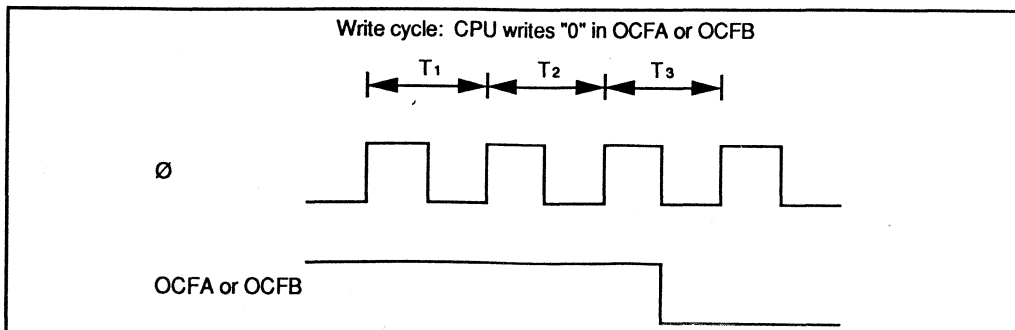 Write cycle: CPU writes "0" in OCFA or OCFB
T1 T2 T3
Ø
OCFA or OCFB